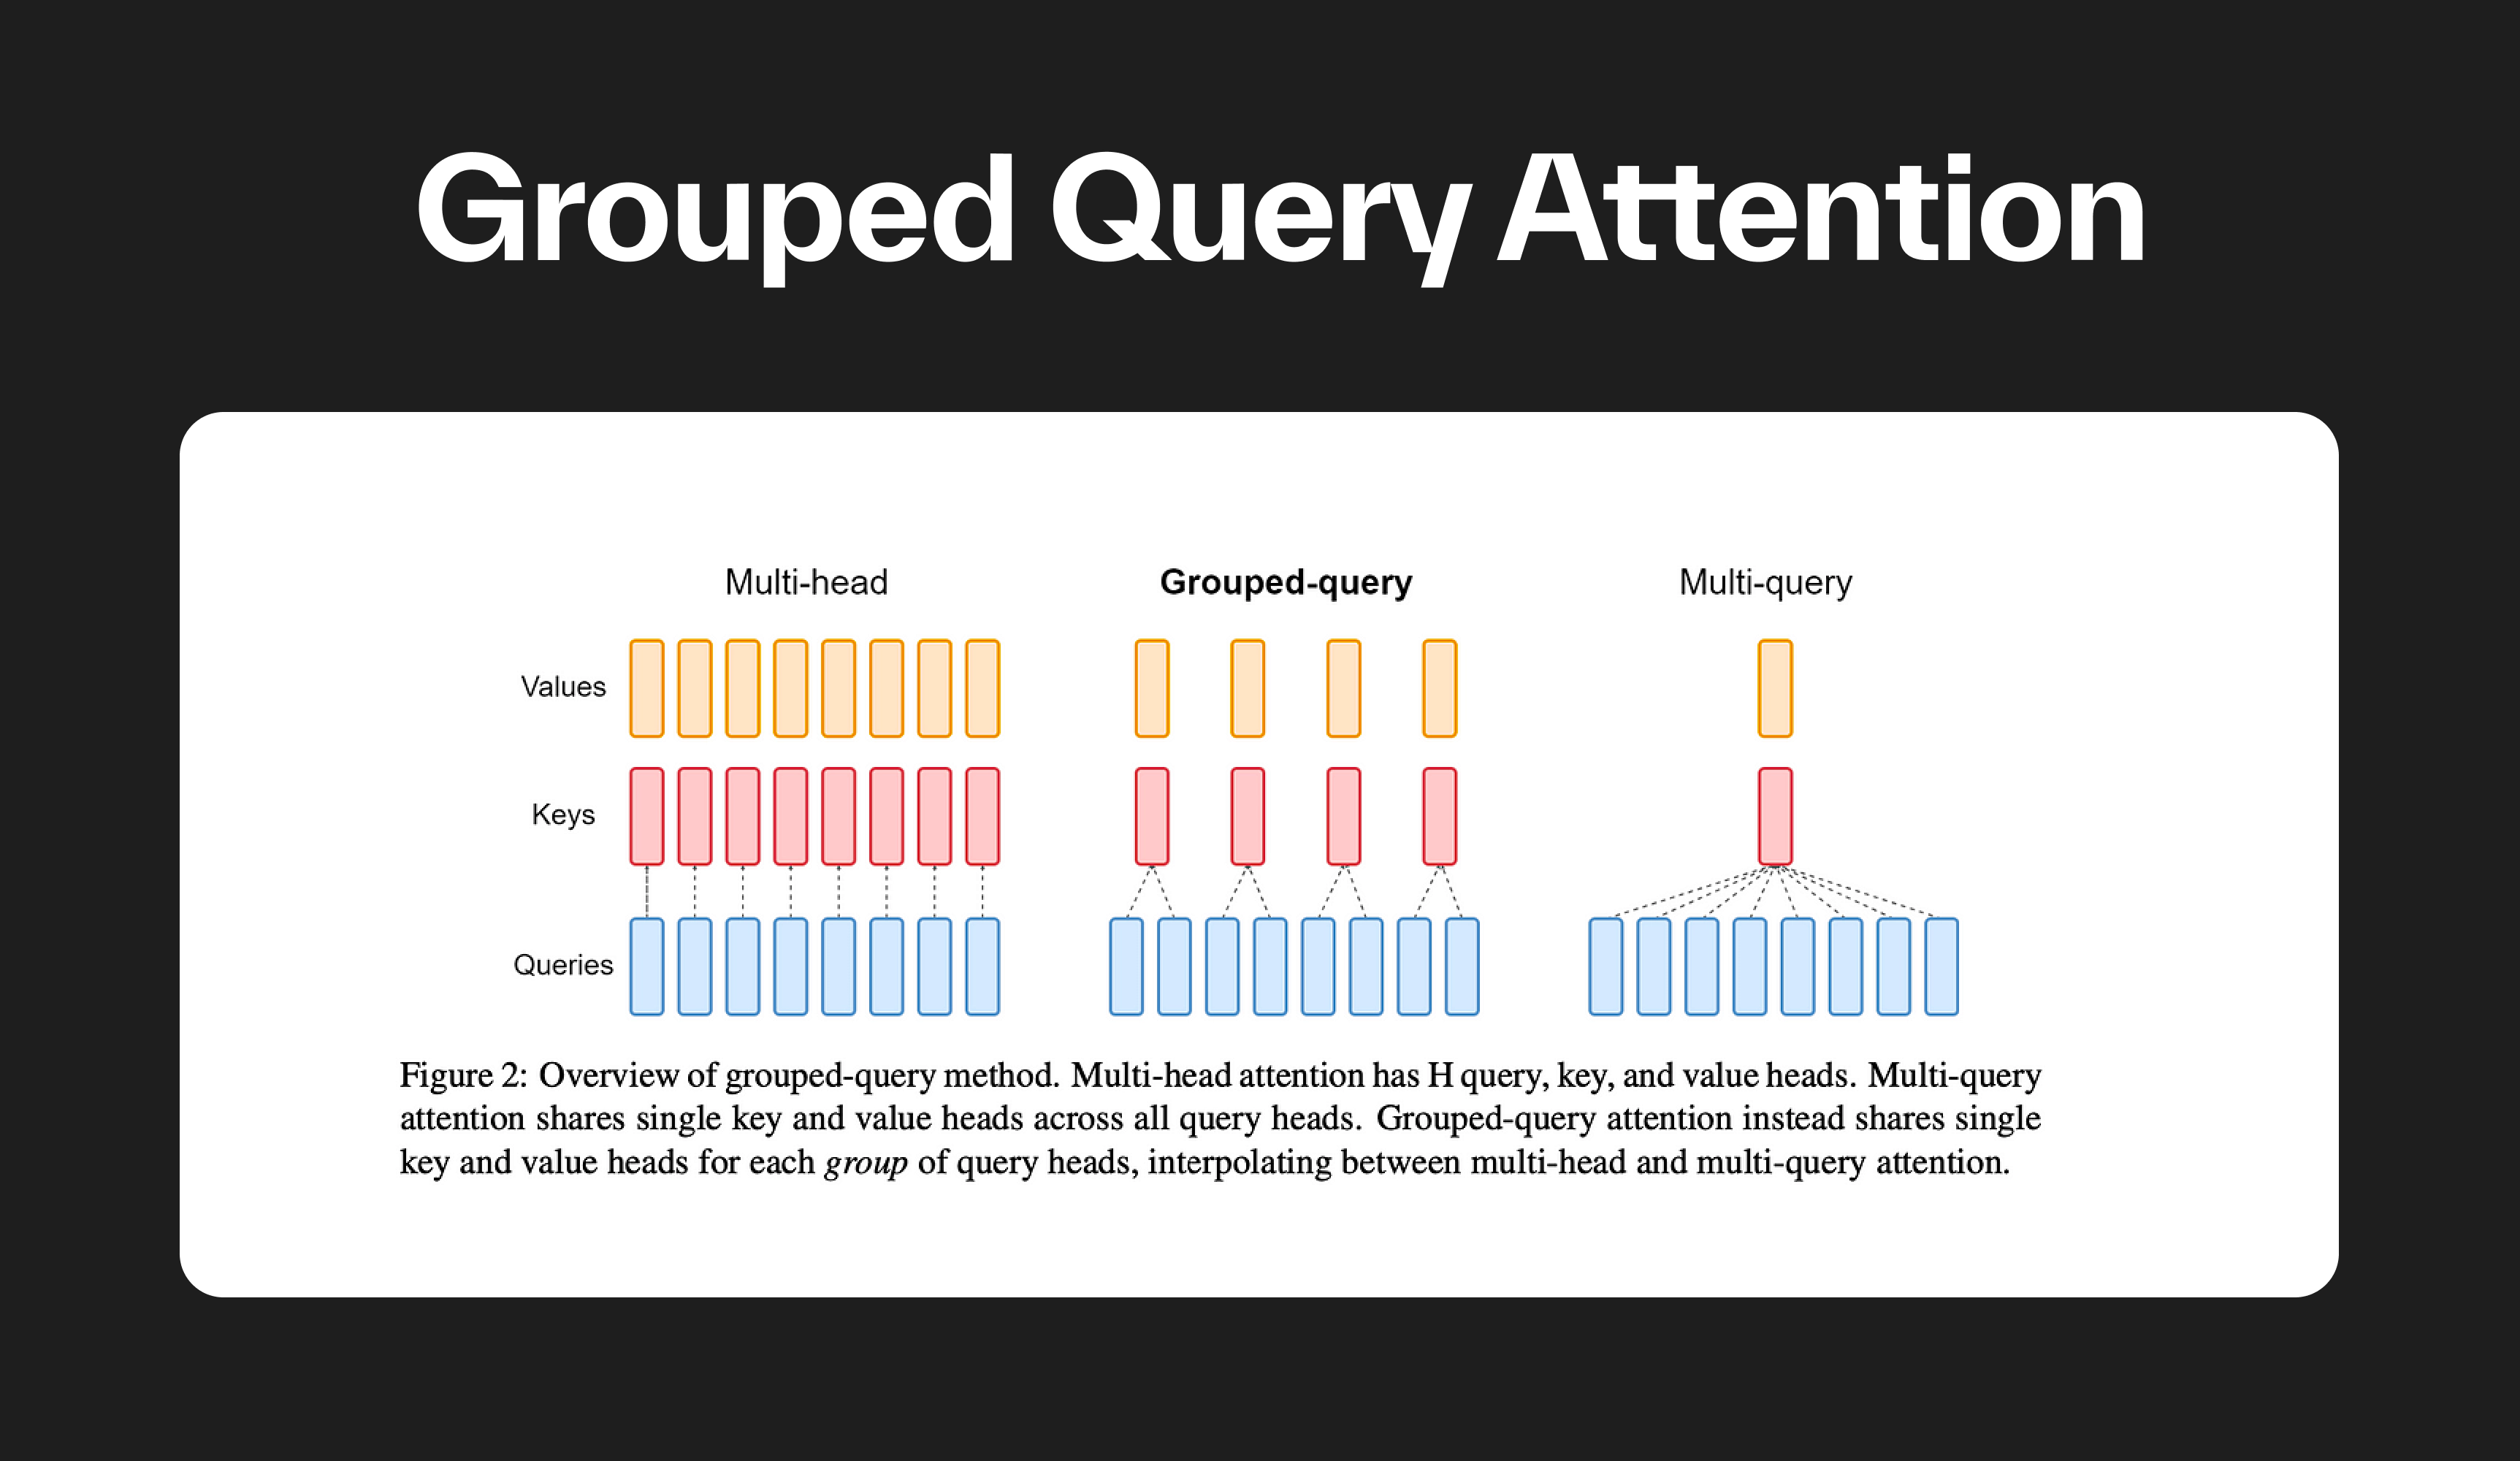 Grouped Query Attention
Multi-head
Grouped-query
Multi-query
Values
Keys
Queries
Figure 2: Overview of grouped-query method. Multi-head attention has H query, key, and value heads. Multi-query
attention shares single key and value heads across all query heads. Grouped-query attention instead shares single
key and value heads for each group of query heads, interpolating between multi-head and multi-query attention.